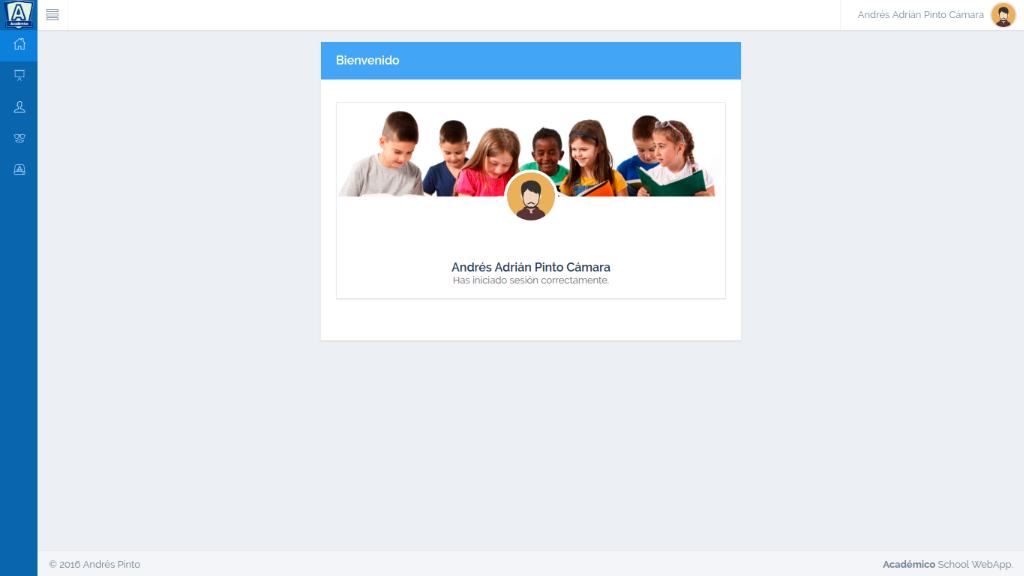 Académico
Andrés Adrián Pinto Cámara
Bienvenido
Andrés Adrián Pinto Cámara
Has iniciado sesión correctamente.
© 2016 Andrés Pinto
Académico School WebApp.